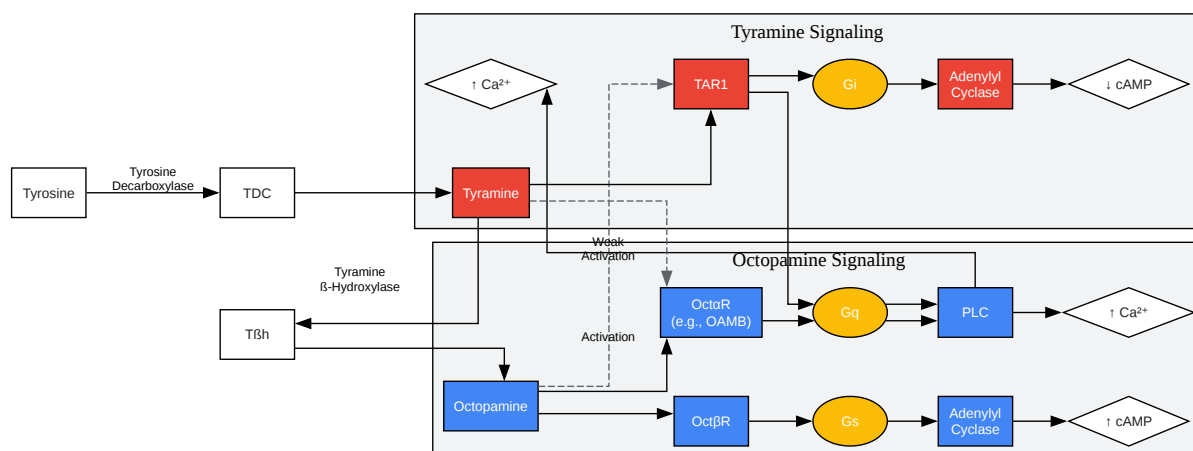 Tyramine Signaling
↑ Ca²⁺
TAR1
Gi
Adenylyl
Cyclase
↓ cAMP
Tyrosine
Tyrosine
Decarboxylase
TDC
Tyramine
Weak
Activation
Octopamine Signaling
Tyramine
ß-Hydroxylase
OctαR
(e.g., OAMB)
Gq
PLC
↑ Ca²⁺
Tßh
Activation
Octopamine
OctβR
Gs
Adenylyl
Cyclase
↑ cAMP